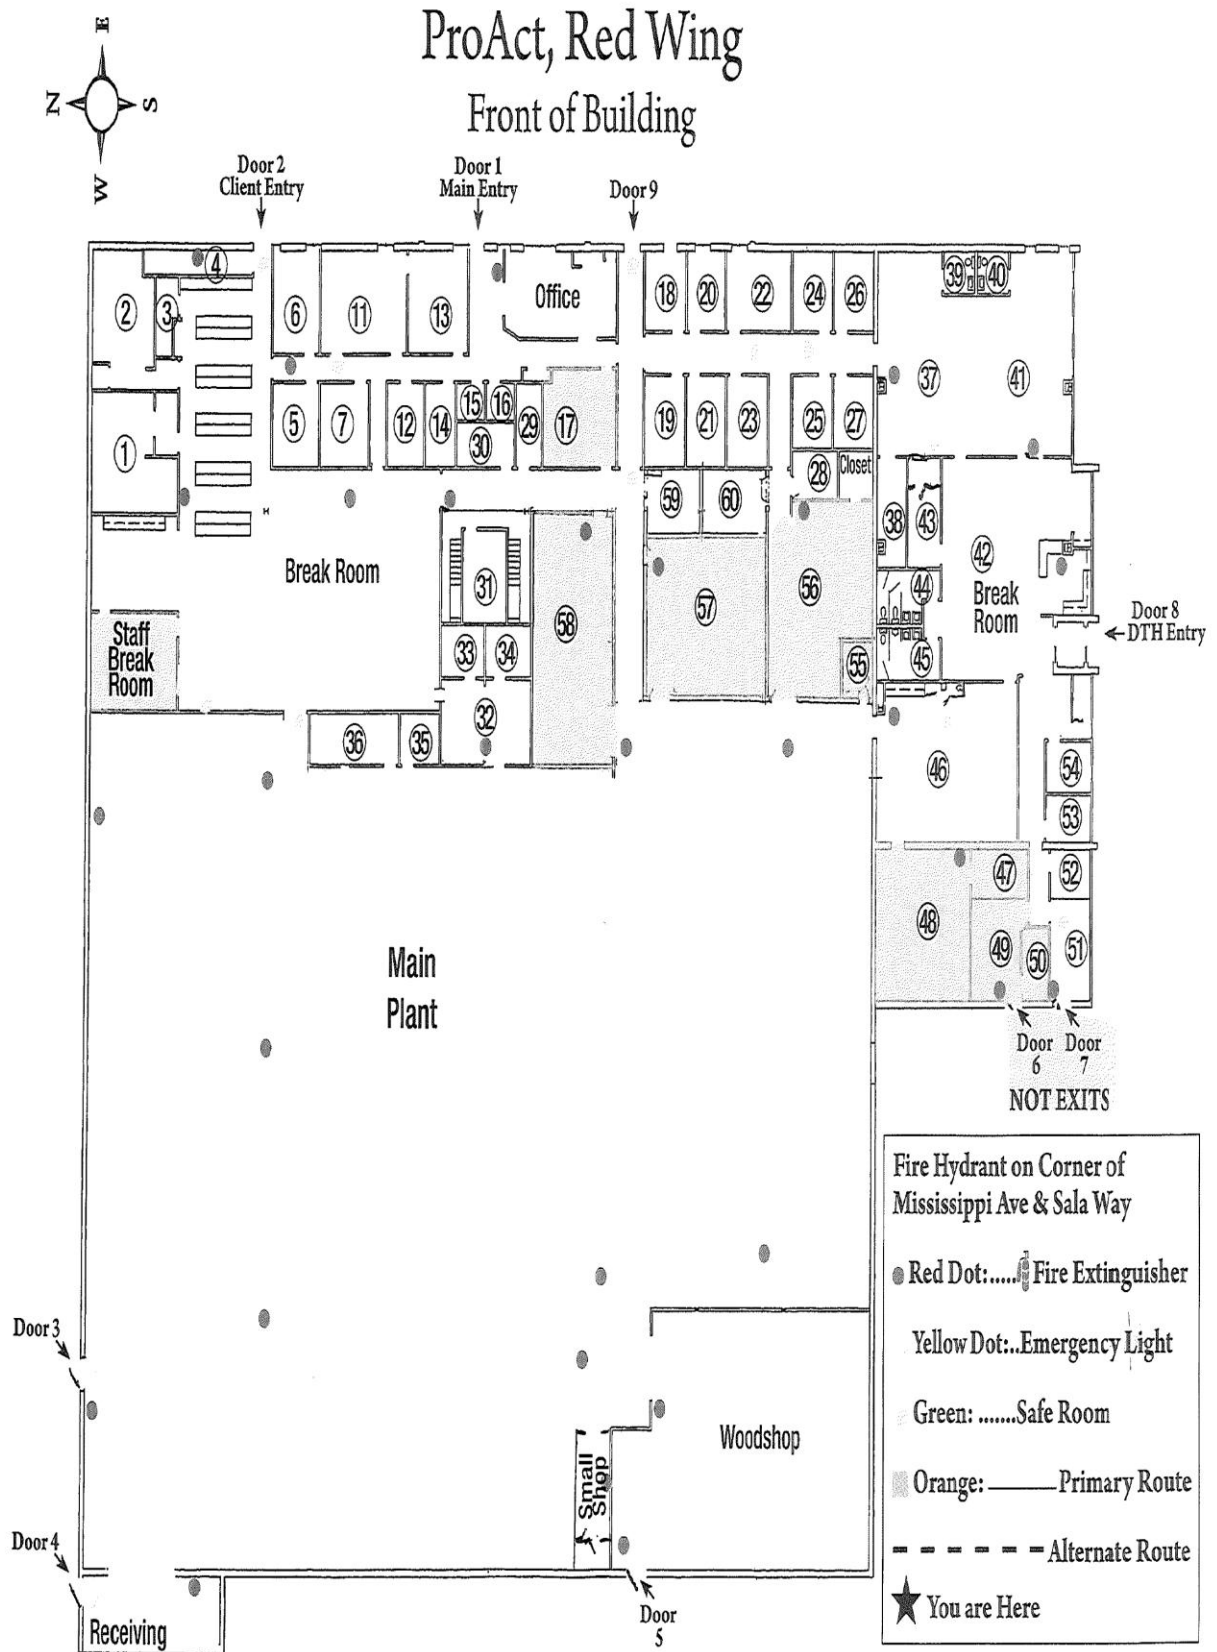 ProAct, Red Wing
Front of Building
E
N
S
W
Door 2
Client Entry
Door 1
Main Entry
Door 9
4
2
3
6
11
13
Office
18
20
22
24
26
39
40
37
41
1
5
7
12
14
15
16
30
29
17
19
21
23
25
27
28
Closet
59
60
38
43
42
Break
Room
44
45
Break Room
31
58
57
56
55
Door 8
DTH Entry
Staff
Break
Room
33
34
32
36
35
46
54
53
52
47
48
49
50
51
Main
Plant
Door
6
Door
7
NOT EXITS
Fire Hydrant on Corner of
Mississippi Ave & Sala Way
Red Dot:..... Fire Extinguisher
Yellow Dot:..Emergency Light
Green: .......Safe Room
Orange: ———Primary Route
Alternate Route
You are Here
Door 3
Door 4
Small
Shop
Woodshop
Door
5
Receiving